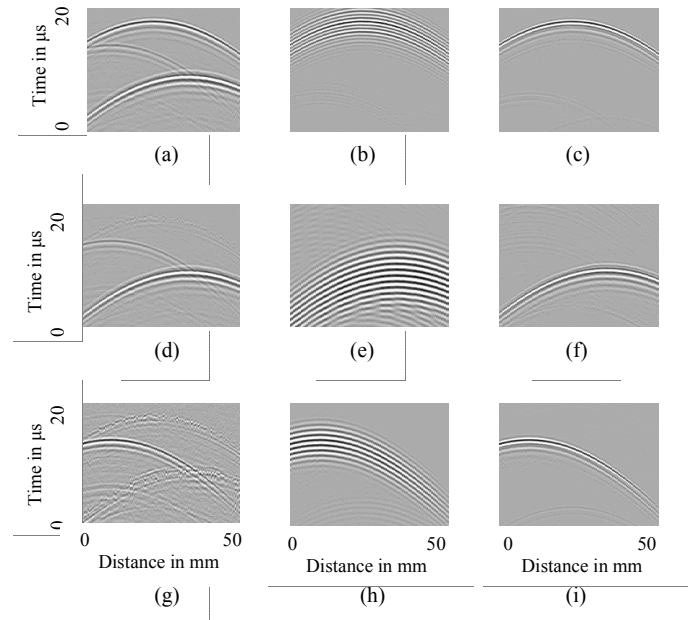 20
Time in µs
0
(a) (b) (c)
20
Time in µs
0
(d) (e) (f)
20
Time in µs
0
0 50 0 50 0 50
Distance in mm Distance in mm Distance in mm
(g) (h) (i)